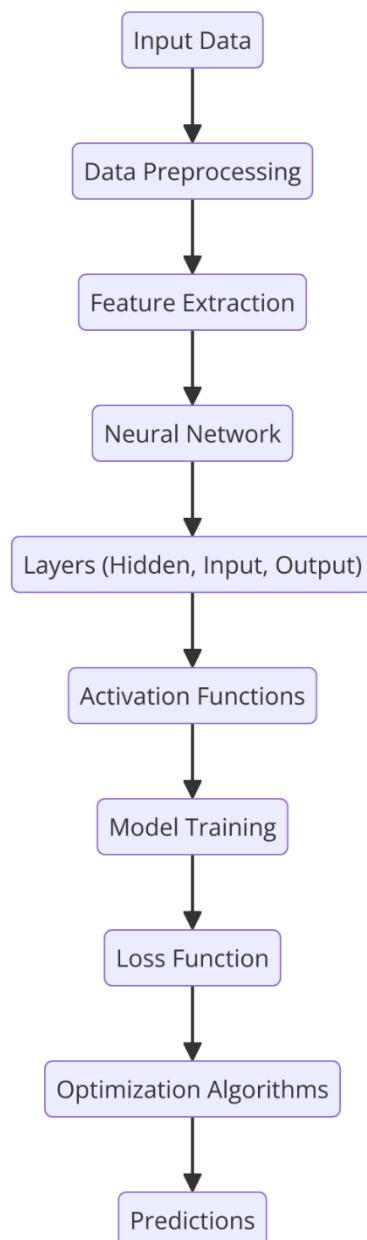 Input Data
Data Preprocessing
Feature Extraction
Neural Network
Layers (Hidden, Input, Output)
Activation Functions
Model Training
Loss Function
Optimization Algorithms
Predictions